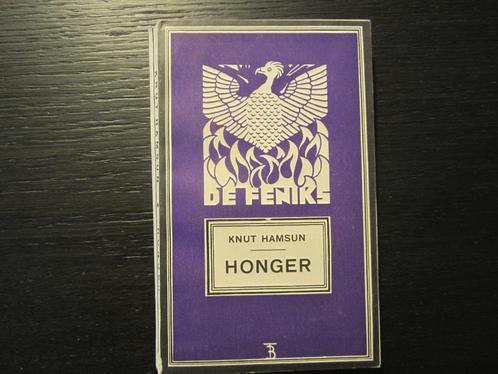 DE FENIKS
KNUT HAMSUN
HONGER